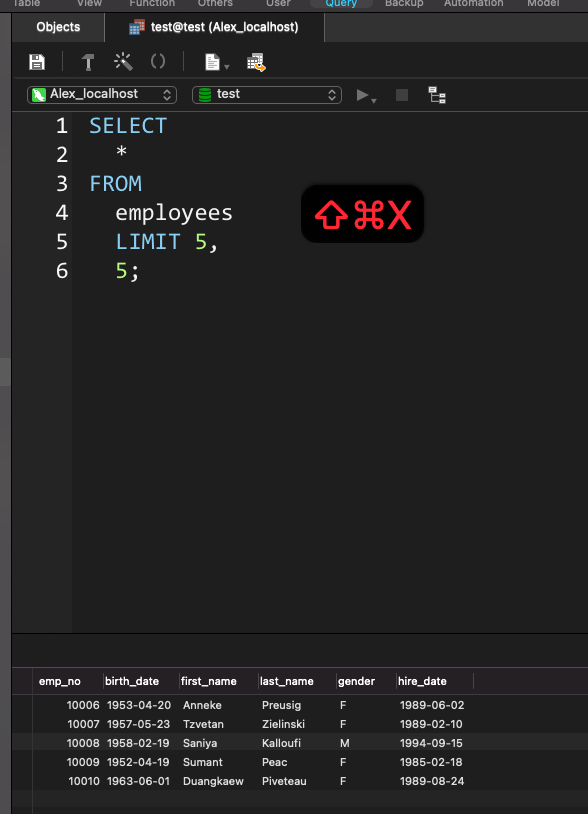 Table View Function Others User Query Backup Automation Model
Objects test@test (Alex_localhost)
Alex_localhost test
1 SELECT
2 *
3 FROM
4 employees
5 LIMIT 5,
6 5;
⇧⌘X
emp_no birth_date first_name last_name gender hire_date
10006 1953-04-20 Anneke Preusig F 1989-06-02
10007 1957-05-23 Tzvetan Zielinski F 1989-02-10
10008 1958-02-19 Saniya Kalloufi M 1994-09-15
10009 1952-04-19 Sumant Peac F 1985-02-18
10010 1963-06-01 Duangkaew Piveteau F 1989-08-24